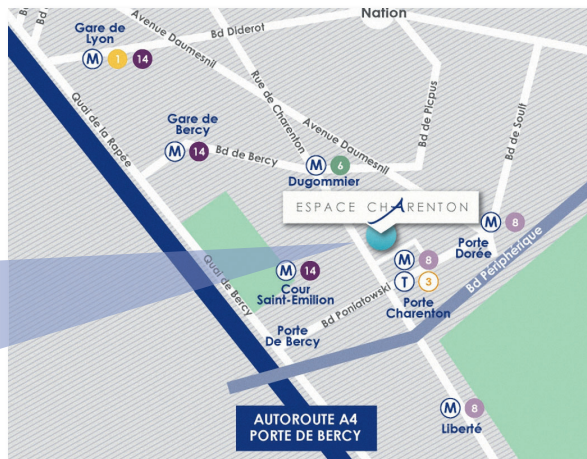 Nation
Gare de
Lyon
M 1 14
Bd Diderot
Avenue Daumesnil
Rue de Charenton
Bd de Picpus
Bd de Soult
Quai de la Rapée
Gare de
Bercy
M 14
Bd de Bercy
Avenue Daumesnil
M 6
Dugommier
ESPACE CHARENTON
M 8
Porte
Dorée
M 8
T 3
Porte
Charenton
Bd Périphérique
M 14
Cour
Saint-Emilion
Quai de Bercy
Bd Poniatowski
Porte
De Bercy
AUTOROUTE A4
PORTE DE BERCY
M 8
Liberté